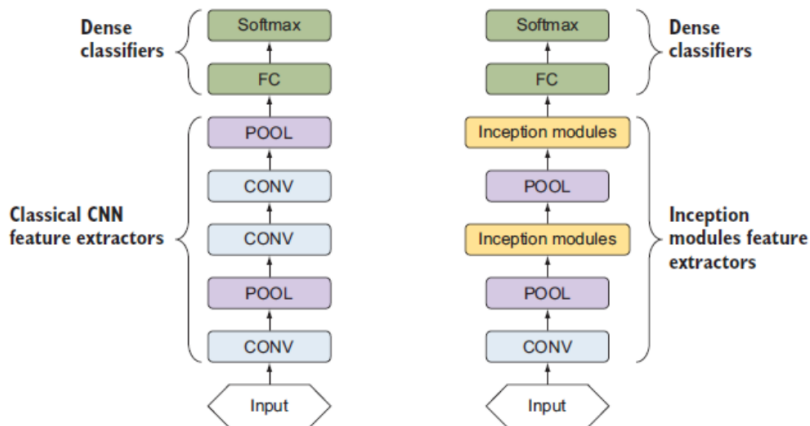 Dense
classifiers
Softmax
FC
POOL
CONV
CONV
POOL
CONV
Input
Classical CNN
feature extractors
Softmax
FC
Inception modules
POOL
Inception modules
POOL
CONV
Input
Dense
classifiers
Inception
modules feature
extractors